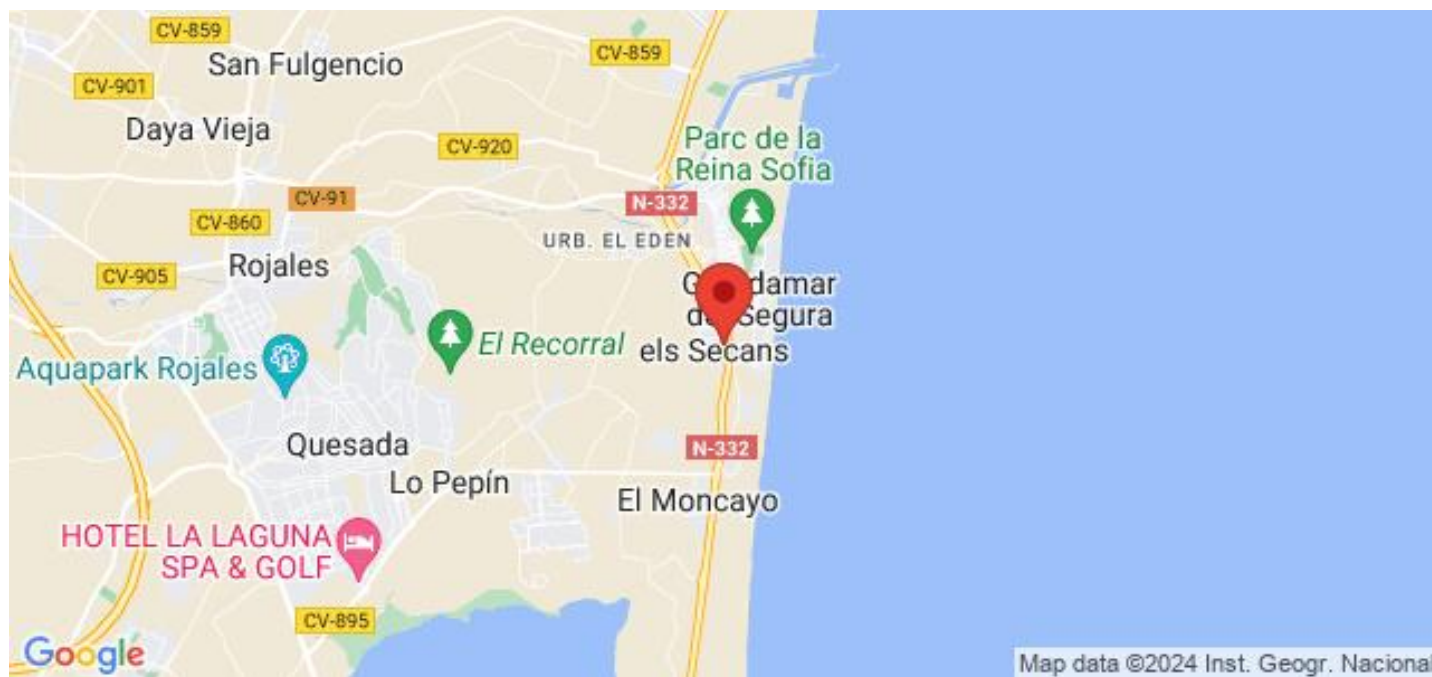 CV-859
San Fulgencio
CV-859
CV-901
Daya Vieja
CV-920
Parc de la
Reina Sofia
CV-91
N-332
CV-860
URB. EL EDEN
Rojales
CV-905
del Segura
El Recorral
els Secans
Aquapark Rojales
Quesada
N-332
Lo Pepín
El Moncayo
HOTEL LA LAGUNA
SPA & GOLF
CV-895
Google
Map data ©2024 Inst. Geogr. Nacional